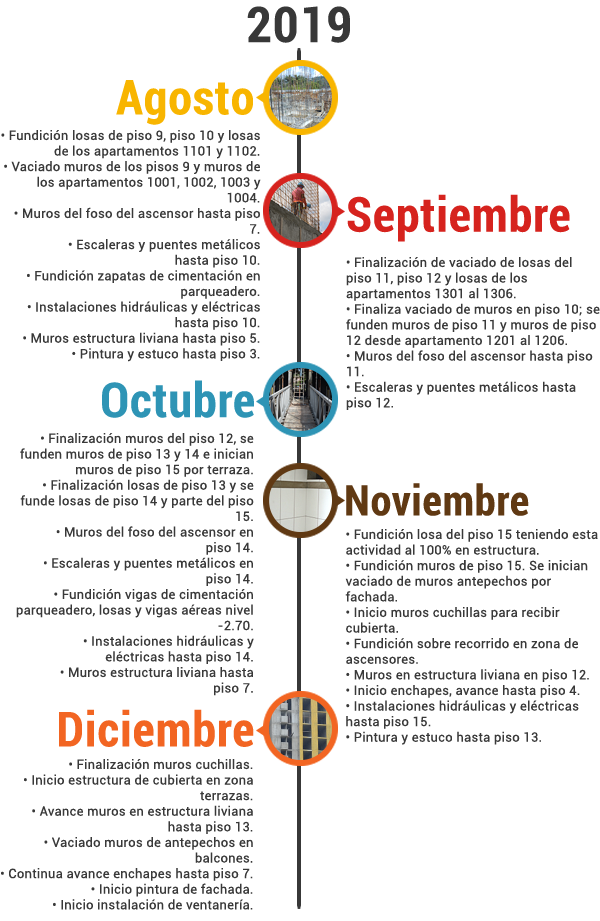 2019
Agosto
• Fundición losas de piso 9, piso 10 y losas
de los apartamentos 1101 y 1102.
• Vaciado muros de los pisos 9 y muros de
los apartamentos 1001, 1002, 1003 y
1004.
• Muros del foso del ascensor hasta piso
7.
• Escaleras y puentes metálicos
hasta piso 10.
• Fundición zapatas de cimentación en
parqueadero.
• Instalaciones hidráulicas y eléctricas
hasta piso 10.
• Muros estructura liviana hasta piso 5.
• Pintura y estuco hasta piso 3.
Septiembre
• Finalización de vaciado de losas del
piso 11, piso 12 y losas de los
apartamentos 1301 al 1306.
• Finaliza vaciado de muros en piso 10; se
funden muros de piso 11 y muros de piso
12 desde apartamento 1201 al 1206.
• Muros del foso del ascensor hasta piso
11.
• Escaleras y puentes metálicos hasta
piso 12.
Octubre
• Finalización muros del piso 12, se
funden muros de piso 13 y 14 e inician
muros de piso 15 por terraza.
• Finalización losas de piso 13 y se
funde losas de piso 14 y parte del piso
15.
• Muros del foso del ascensor en
piso 14.
• Escaleras y puentes metálicos en
piso 14.
• Fundición vigas de cimentación
parqueadero, losas y vigas aéreas nivel
-2.70.
• Instalaciones hidráulicas y
eléctricas hasta piso 14.
• Muros estructura liviana hasta
piso 7.
Noviembre
• Fundición losa del piso 15 teniendo esta
actividad al 100% en estructura.
• Fundición muros de piso 15. Se inician
vaciado de muros antepechos por
fachada.
• Inicio muros cuchillas para recibir
cubierta.
• Fundición sobre recorrido en zona de
ascensores.
• Muros en estructura liviana en piso 12.
• Inicio enchapes, avance hasta piso 4.
• Instalaciones hidráulicas y eléctricas
hasta piso 15.
• Pintura y estuco hasta piso 13.
Diciembre
• Finalización muros cuchillas.
• Inicio estructura de cubierta en zona
terrazas.
• Avance muros en estructura liviana
hasta piso 13.
• Vaciado muros de antepechos en
balcones.
• Continua avance enchapes hasta piso 7.
• Inicio pintura de fachada.
• Inicio instalación de ventanería.